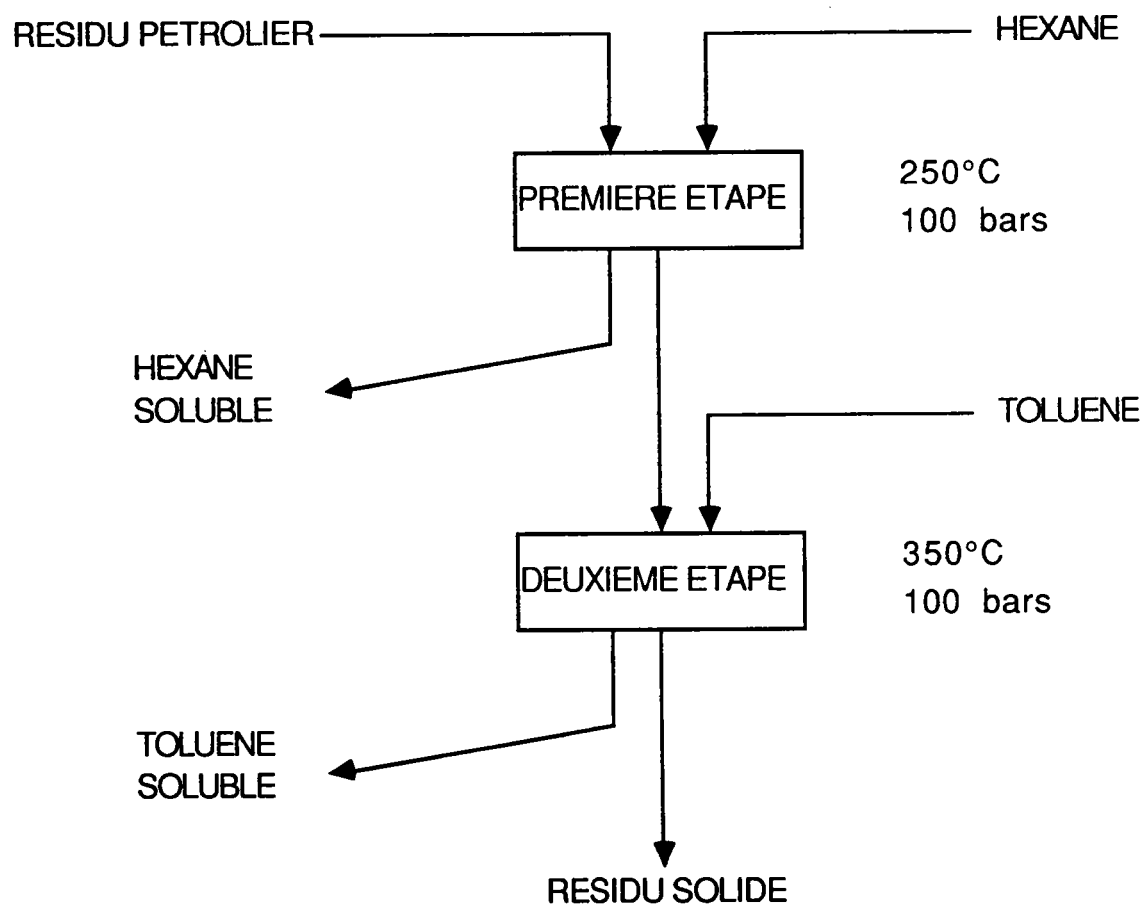 RESIDU PETROLIER
HEXANE
PREMIERE ETAPE
250°C
100 bars
HEXANE
SOLUBLE
TOLUENE
DEUXIEME ETAPE
350°C
100 bars
TOLUENE
SOLUBLE
RESIDU SOLIDE